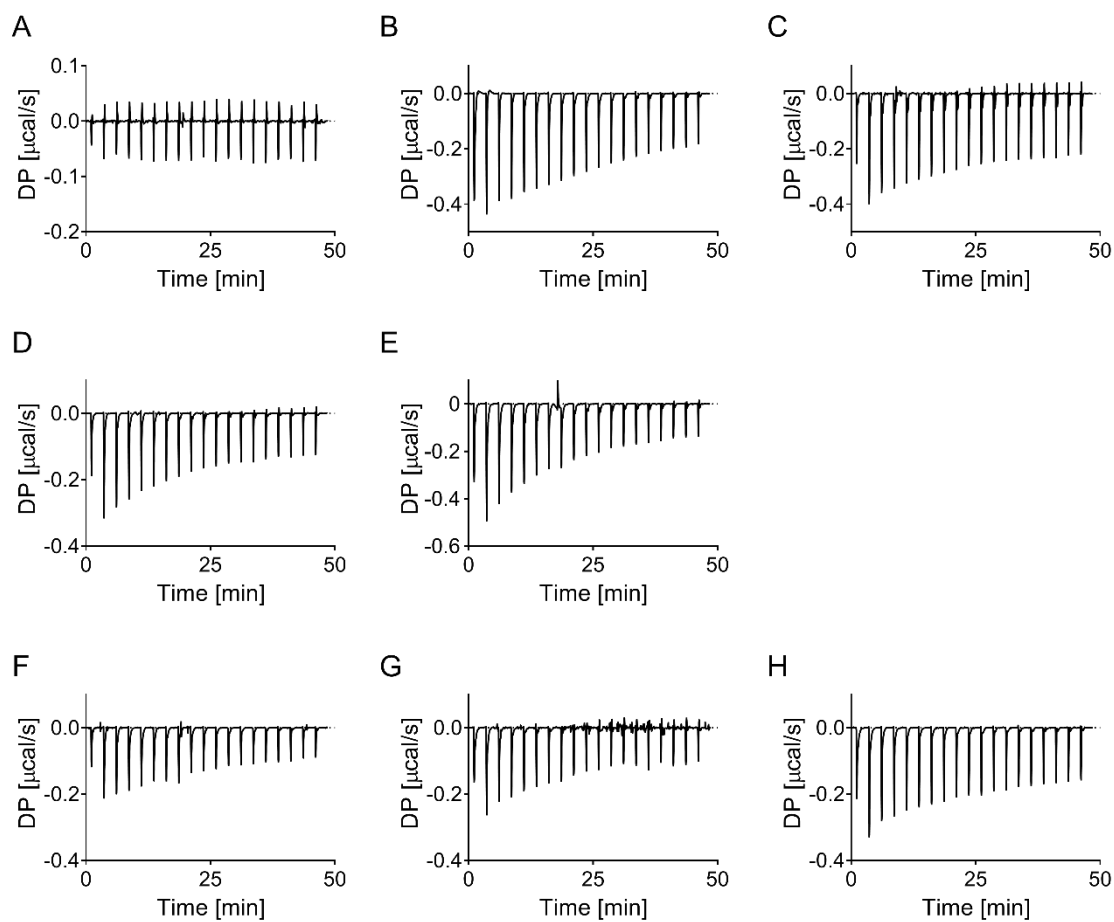 A B C
0.1 0.0 0.0
0.0 -0.2 -0.2
-0.1 -0.4 -0.4
-0.2
DP [μcal/s] DP [μcal/s] DP [μcal/s]
0 25 50 0 25 50 0 25 50
Time [min] Time [min] Time [min]
D E
0.0 0
-0.2 -0.2
-0.4 -0.4
-0.6
DP [μcal/s] DP [μcal/s]
0 25 50 0 25 50
Time [min] Time [min]
F G H
0.0 0.0 0.0
-0.2 -0.2 -0.2
-0.4 -0.4 -0.4
DP [μcal/s] DP [μcal/s] DP [μcal/s]
0 25 50 0 25 50 0 25 50
Time [min] Time [min] Time [min]